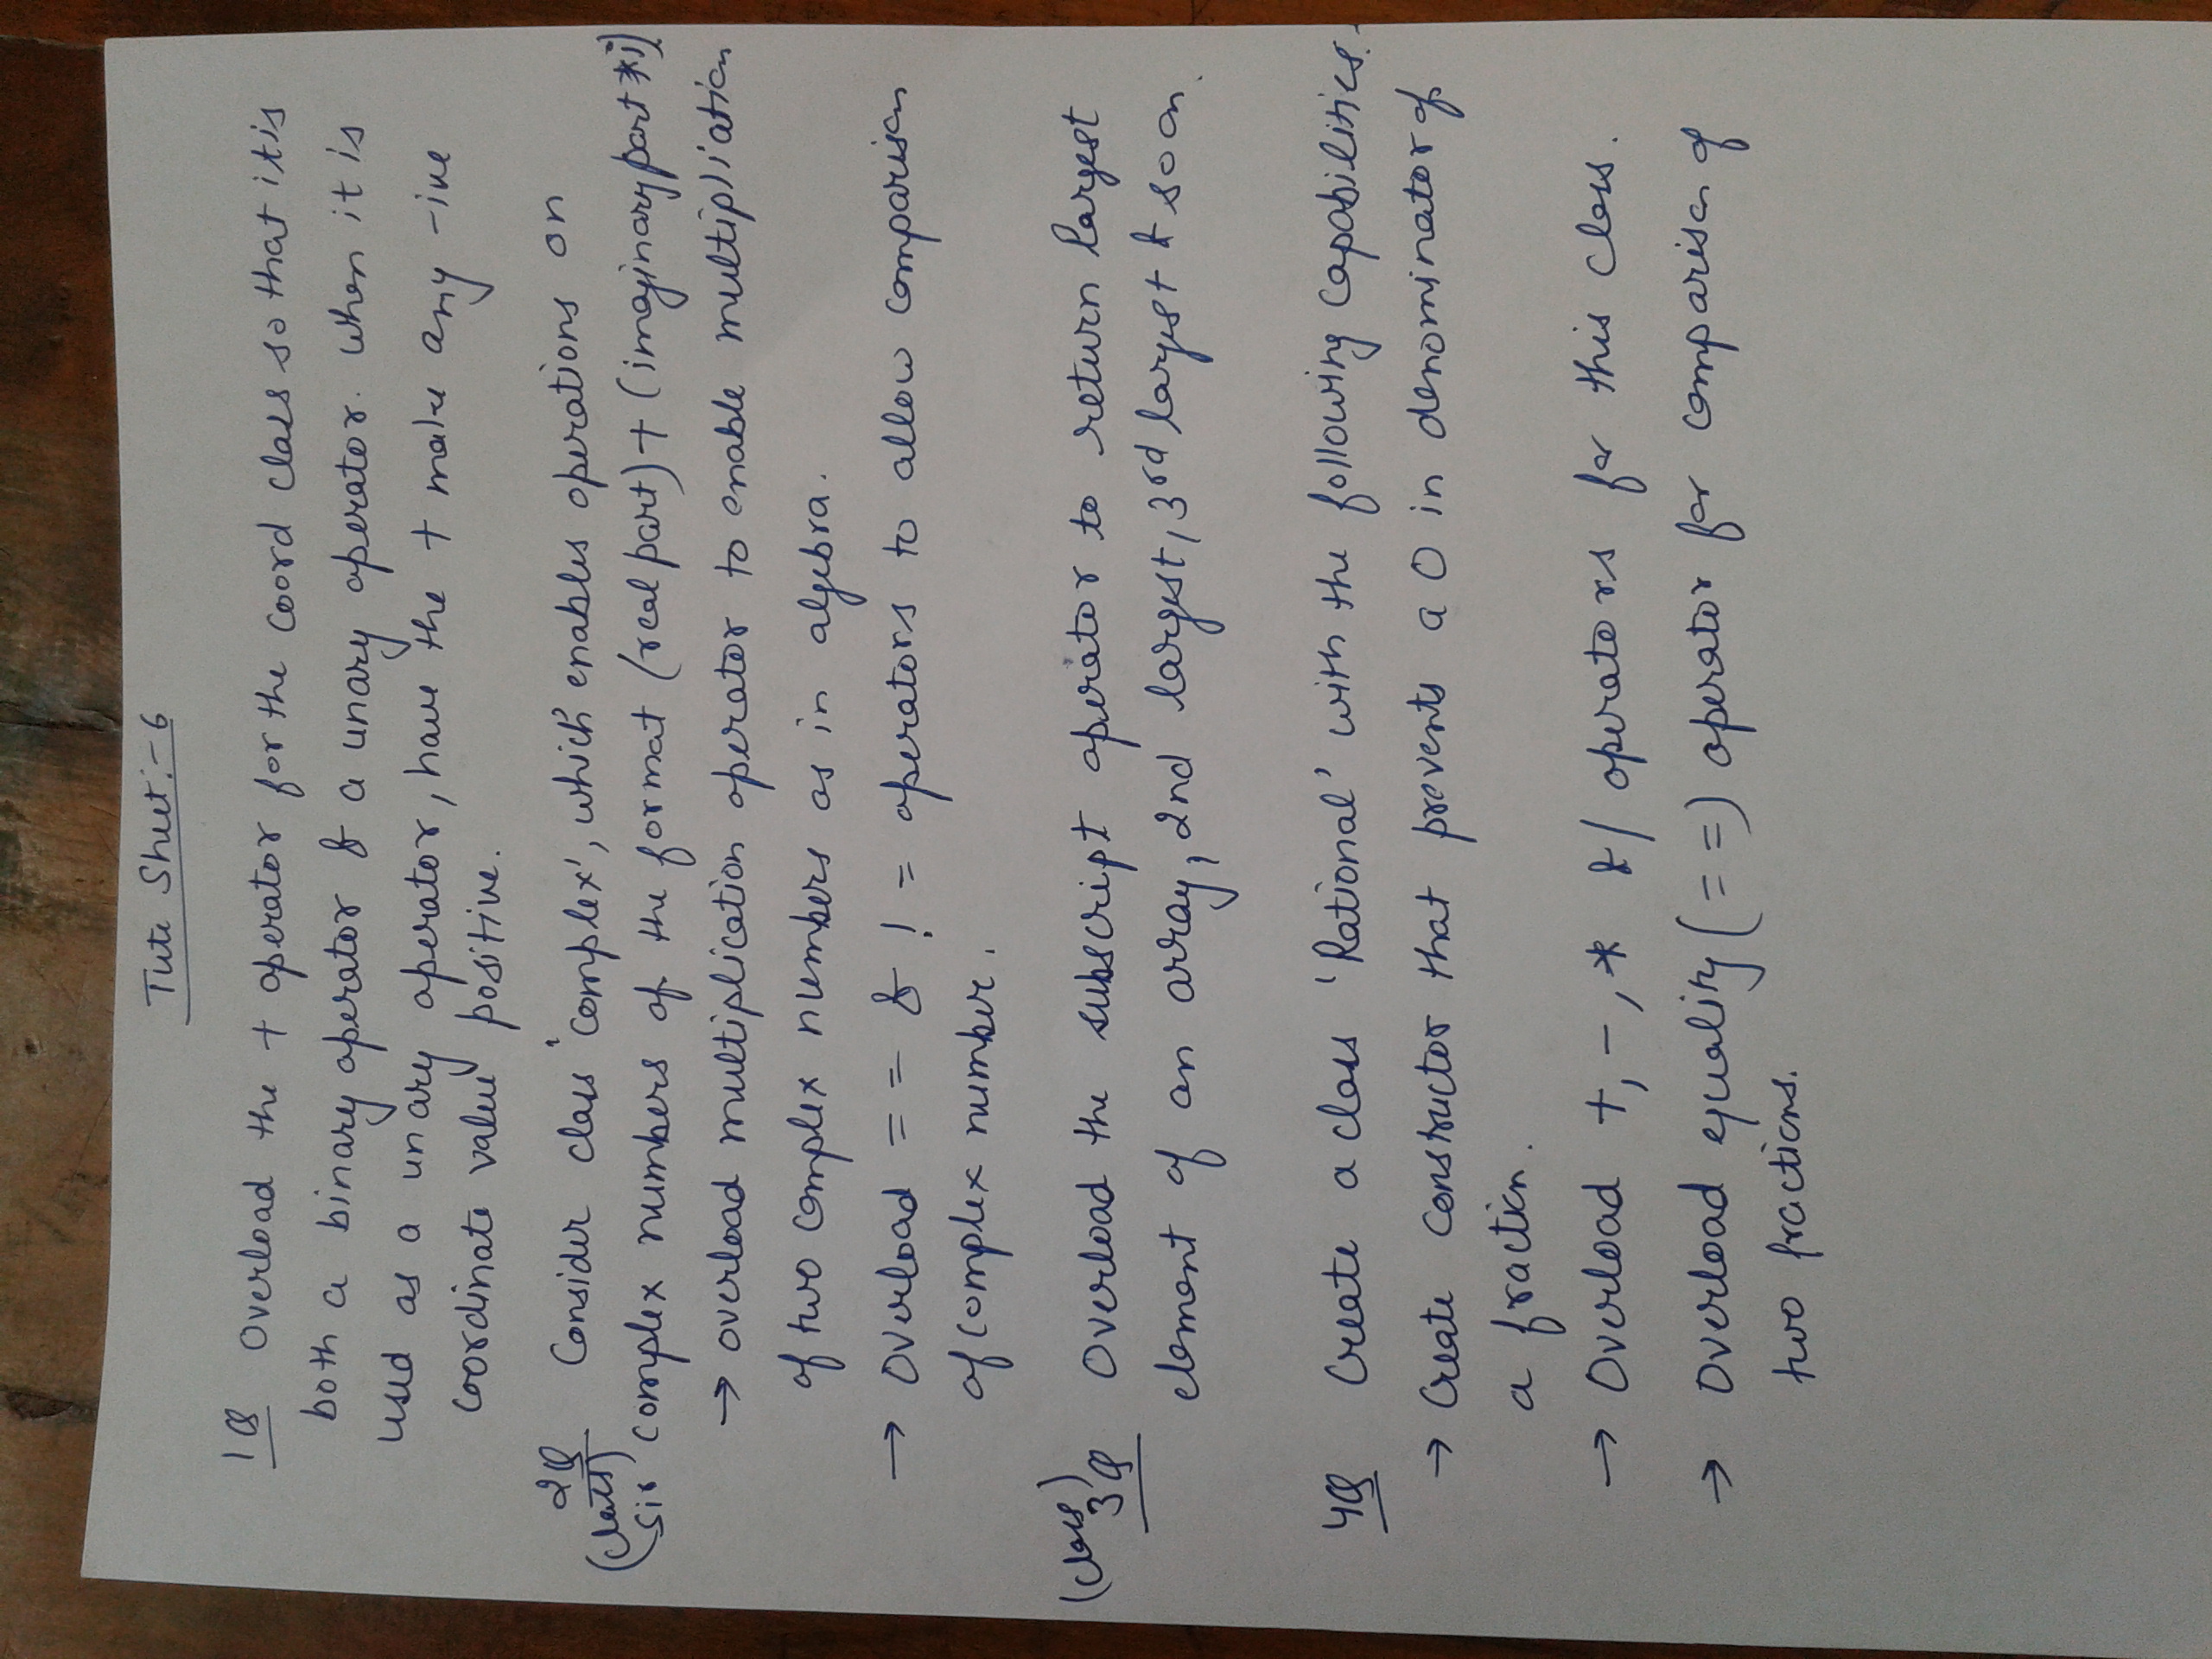 Tute Sheet:-6
1Q Overload the + operator for the coord class so that it is
both a binary operator & a unary operator. When it is
used as a unary operator, have the + make any -ive
coordinate value positive.
2Q Consider class 'complex', which enables operations on
Sir complex numbers of the format (real part) + (imaginary part *i)
→ overload multiplication operator to enable multipliation
of two complex numbers as in algebra.
→ Overload == & != operators to allow comparison
of complex number.
(Class)
3Q Overload the subscript operator to return largest
element of an array, 2nd largest, 3rd largest & so on.
4Q Create a class 'Rational' with the following capabilities.
→ Create constructor that prevents a 0 in denominator of
a fraction.
→ Overload +, -, * & / operators for this class.
→ Overload equality (==) operator for comparison of
two fractions.